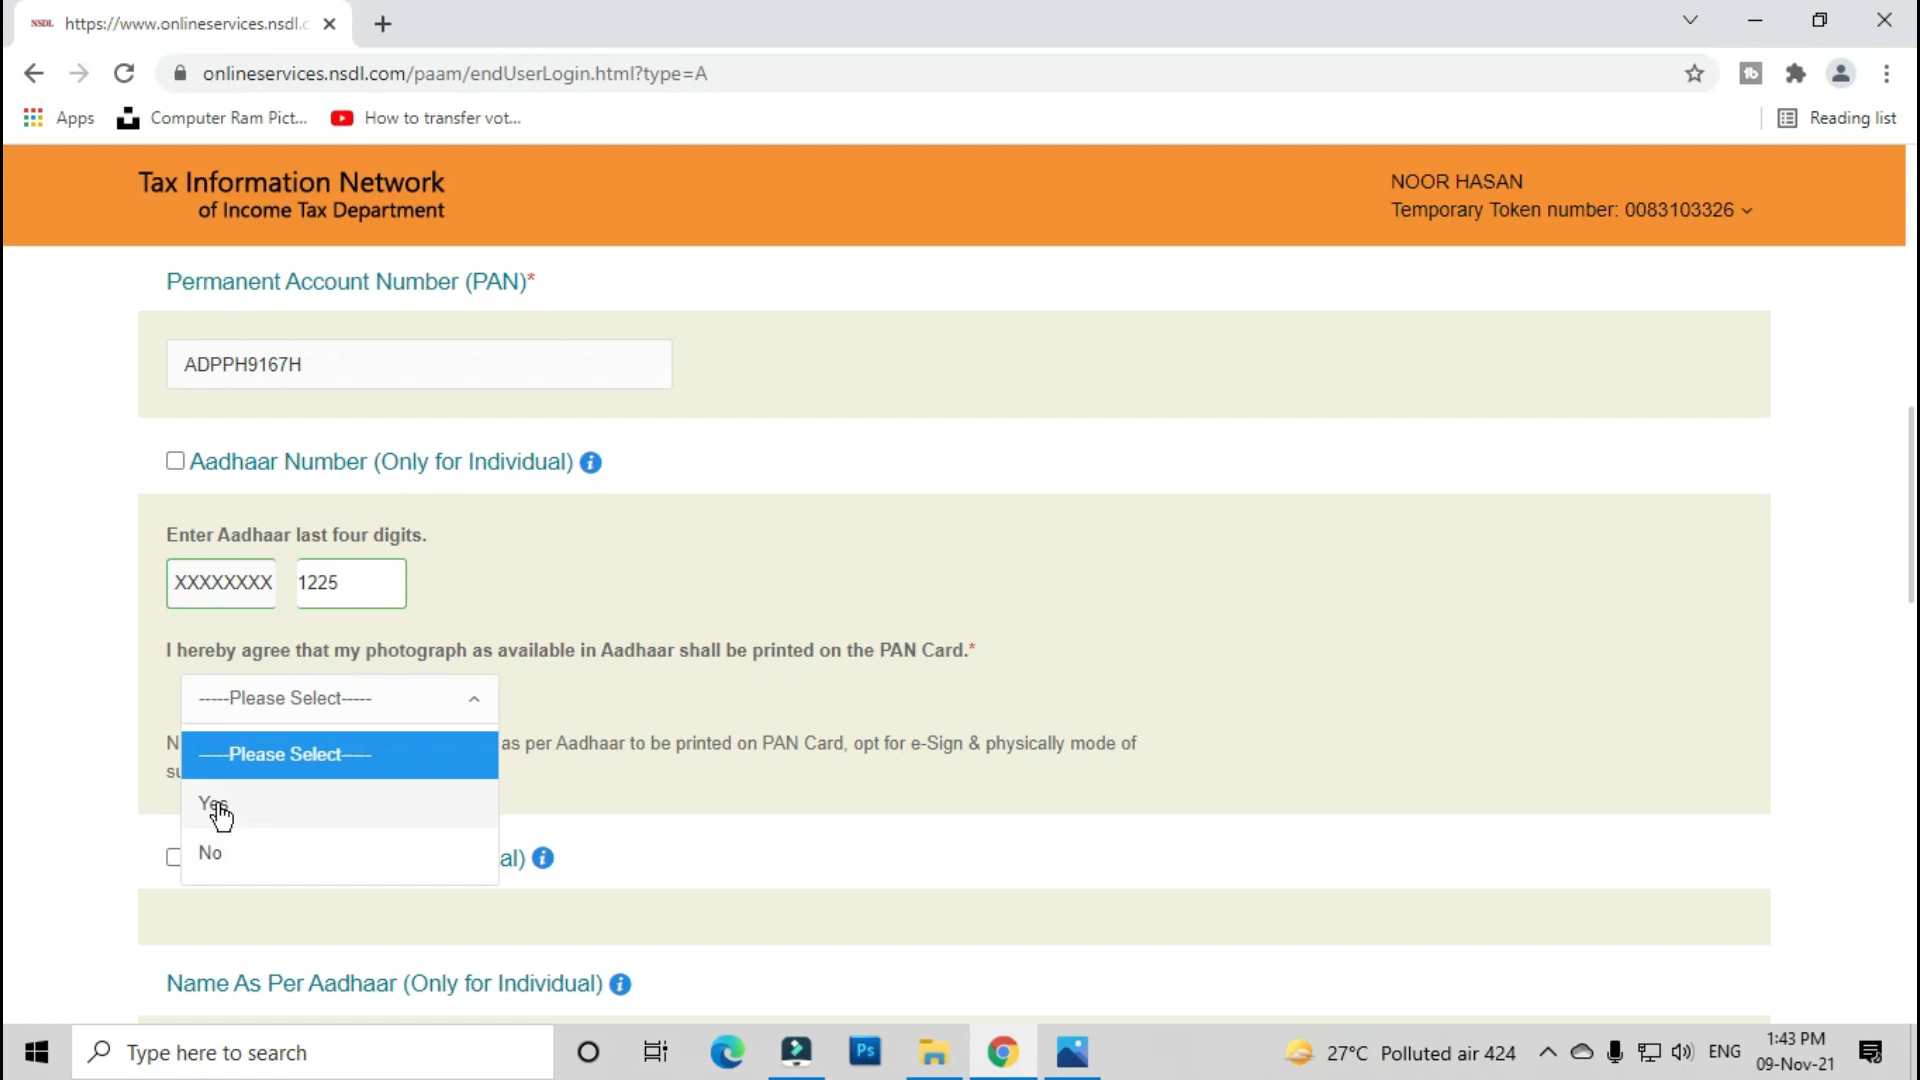 NSDL https://www.onlineservices.nsdl.c
onlineservices.nsdl.com/paam/endUserLogin.html?type=A
Apps Computer Ram Pict... How to transfer vot... Reading list
Tax Information Network
of Income Tax Department
NOOR HASAN
Temporary Token number: 0083103326
Permanent Account Number (PAN)*
ADPPH9167H
Aadhaar Number (Only for Individual)
Enter Aadhaar last four digits.
XXXXXXXX 1225
I hereby agree that my photograph as available in Aadhaar shall be printed on the PAN Card.*
-----Please Select-----
-----Please Select-----
as per Aadhaar to be printed on PAN Card, opt for e-Sign & physically mode of
Yes
No
al)
Name As Per Aadhaar (Only for Individual)
Type here to search
Ps
27°C Polluted air 424
ENG
1:43 PM
09-Nov-21